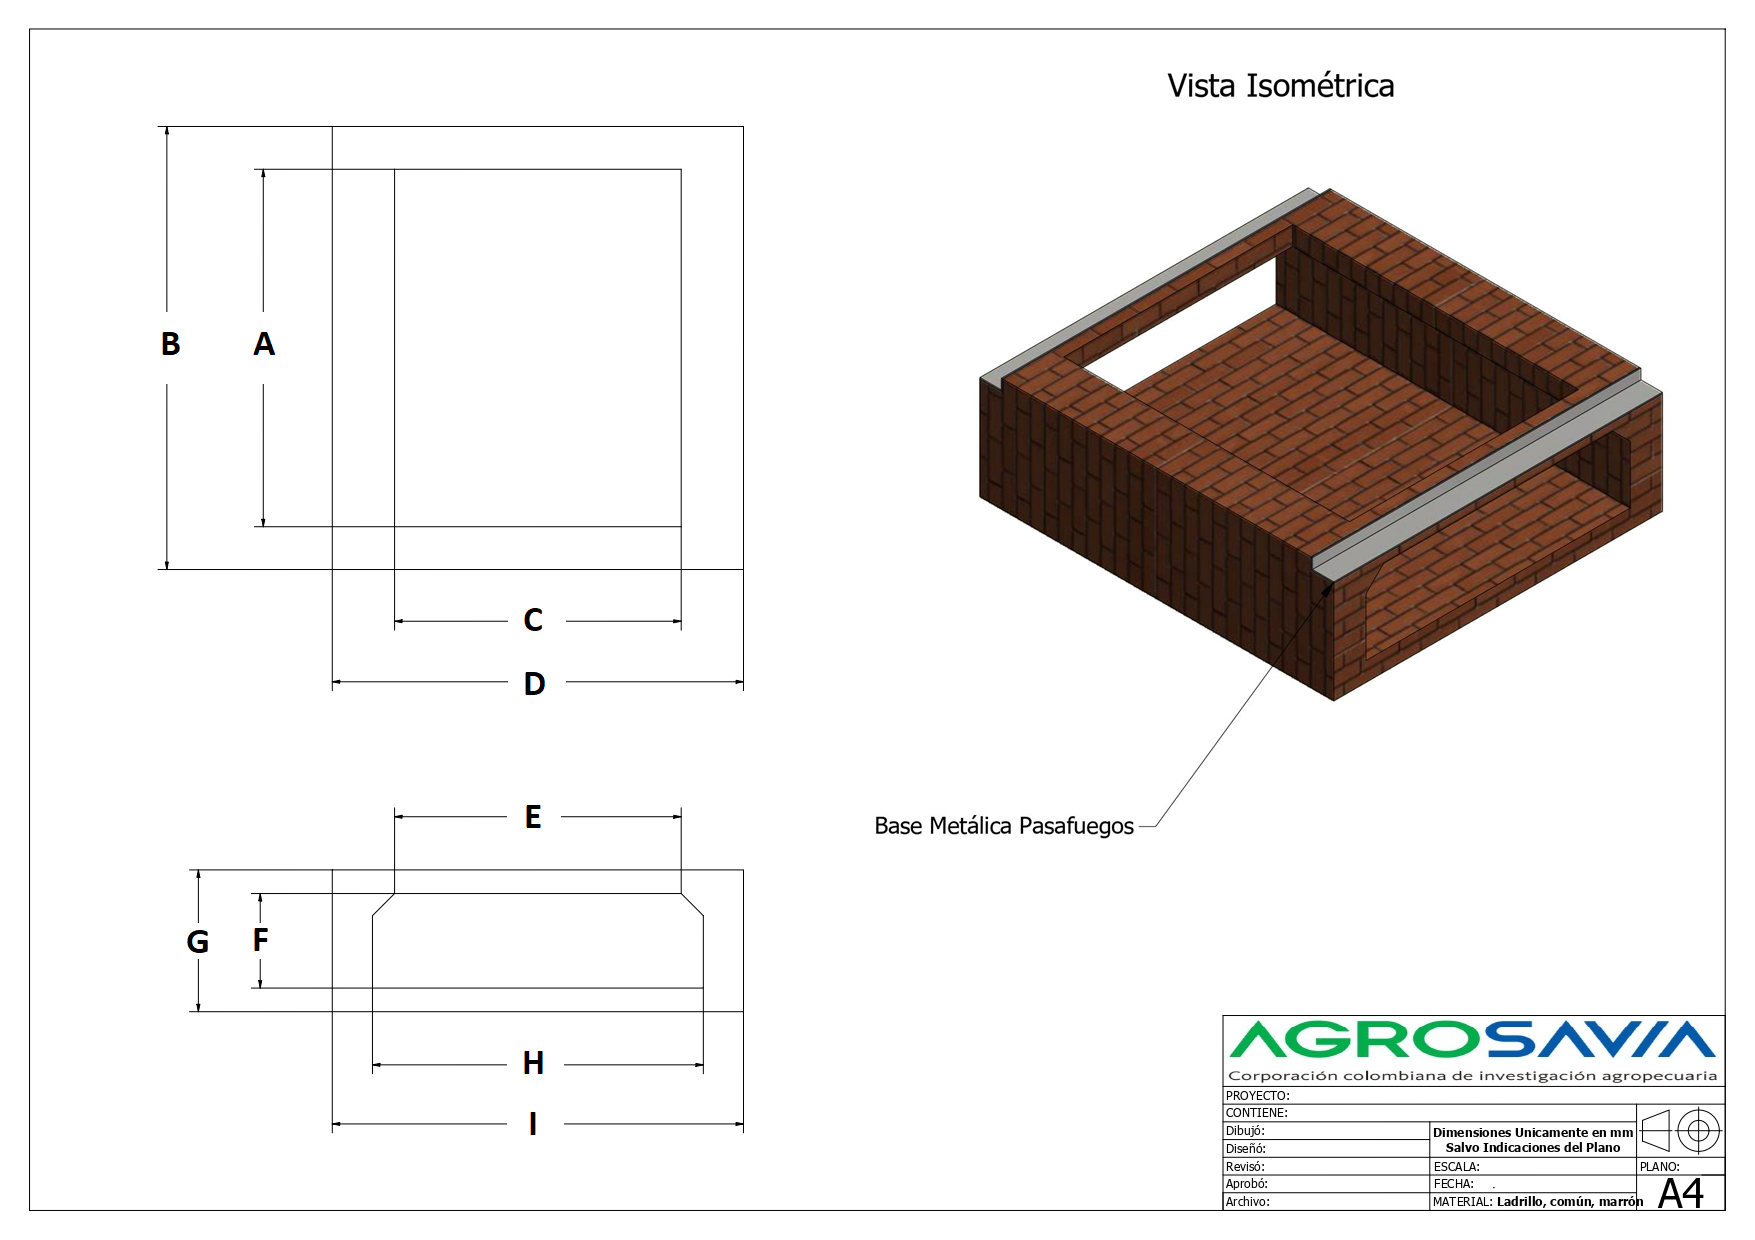 Vista Isométrica
B
A
C
D
E
Base Metálica Pasafuegos
G
F
H
I
AGROSAVIA
Corporación colombiana de investigación agropecuaria
PROYECTO:
CONTIENE:
Dibujó:
Dimensiones Unicamente en mm
Salvo Indicaciones del Plano
Diseñó:
Revisó:
ESCALA:
PLANO:
Aprobó:
FECHA: .
A4
Archivo:
MATERIAL: Ladrillo, común, marrón